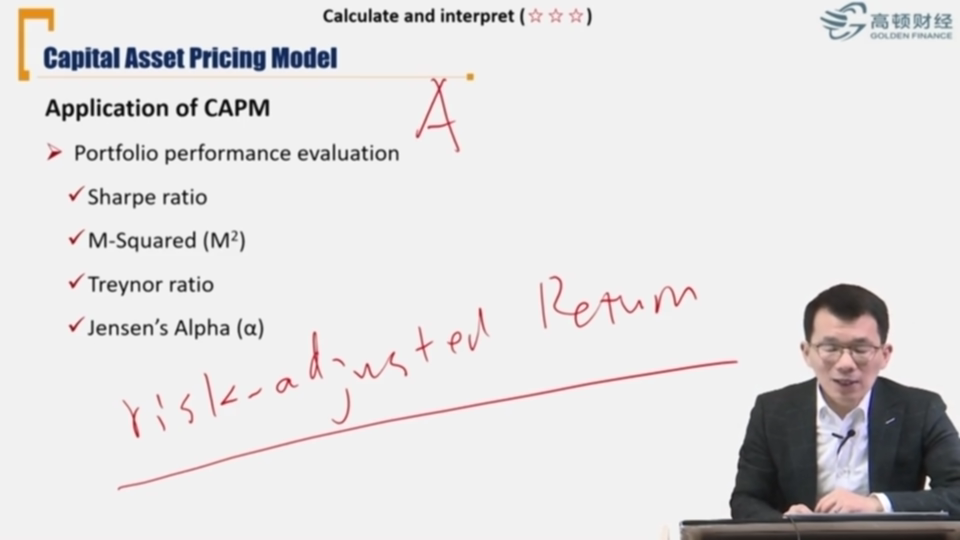 Calculate and interpret (☆☆☆)
高顿财经
GOLDEN FINANCE
Capital Asset Pricing Model
Application of CAPM
A
➢ Portfolio performance evaluation
✓Sharpe ratio
✓M-Squared (M²)
✓Treynor ratio
✓Jensen's Alpha (α)
risk-adjusted Return